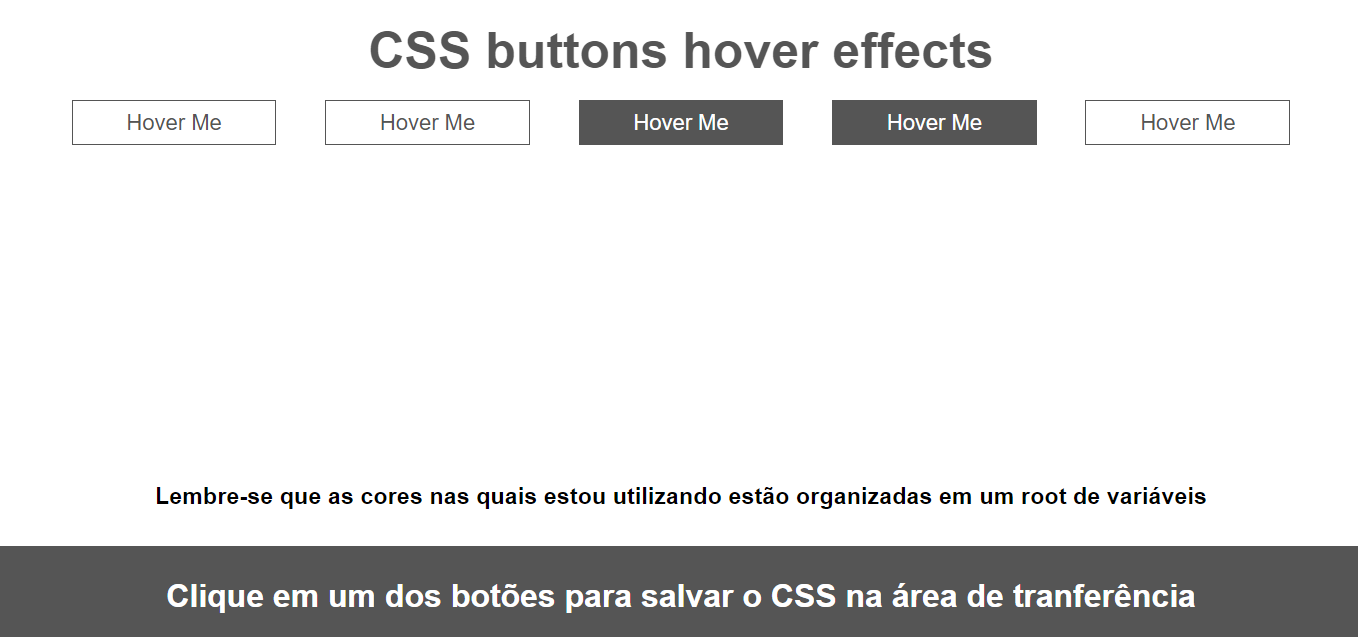 CSS buttons hover effects
Hover Me
Hover Me
Hover Me
Hover Me
Hover Me
Lembre-se que as cores nas quais estou utilizando estão organizadas em um root de variáveis
Clique em um dos botões para salvar o CSS na área de tranferência